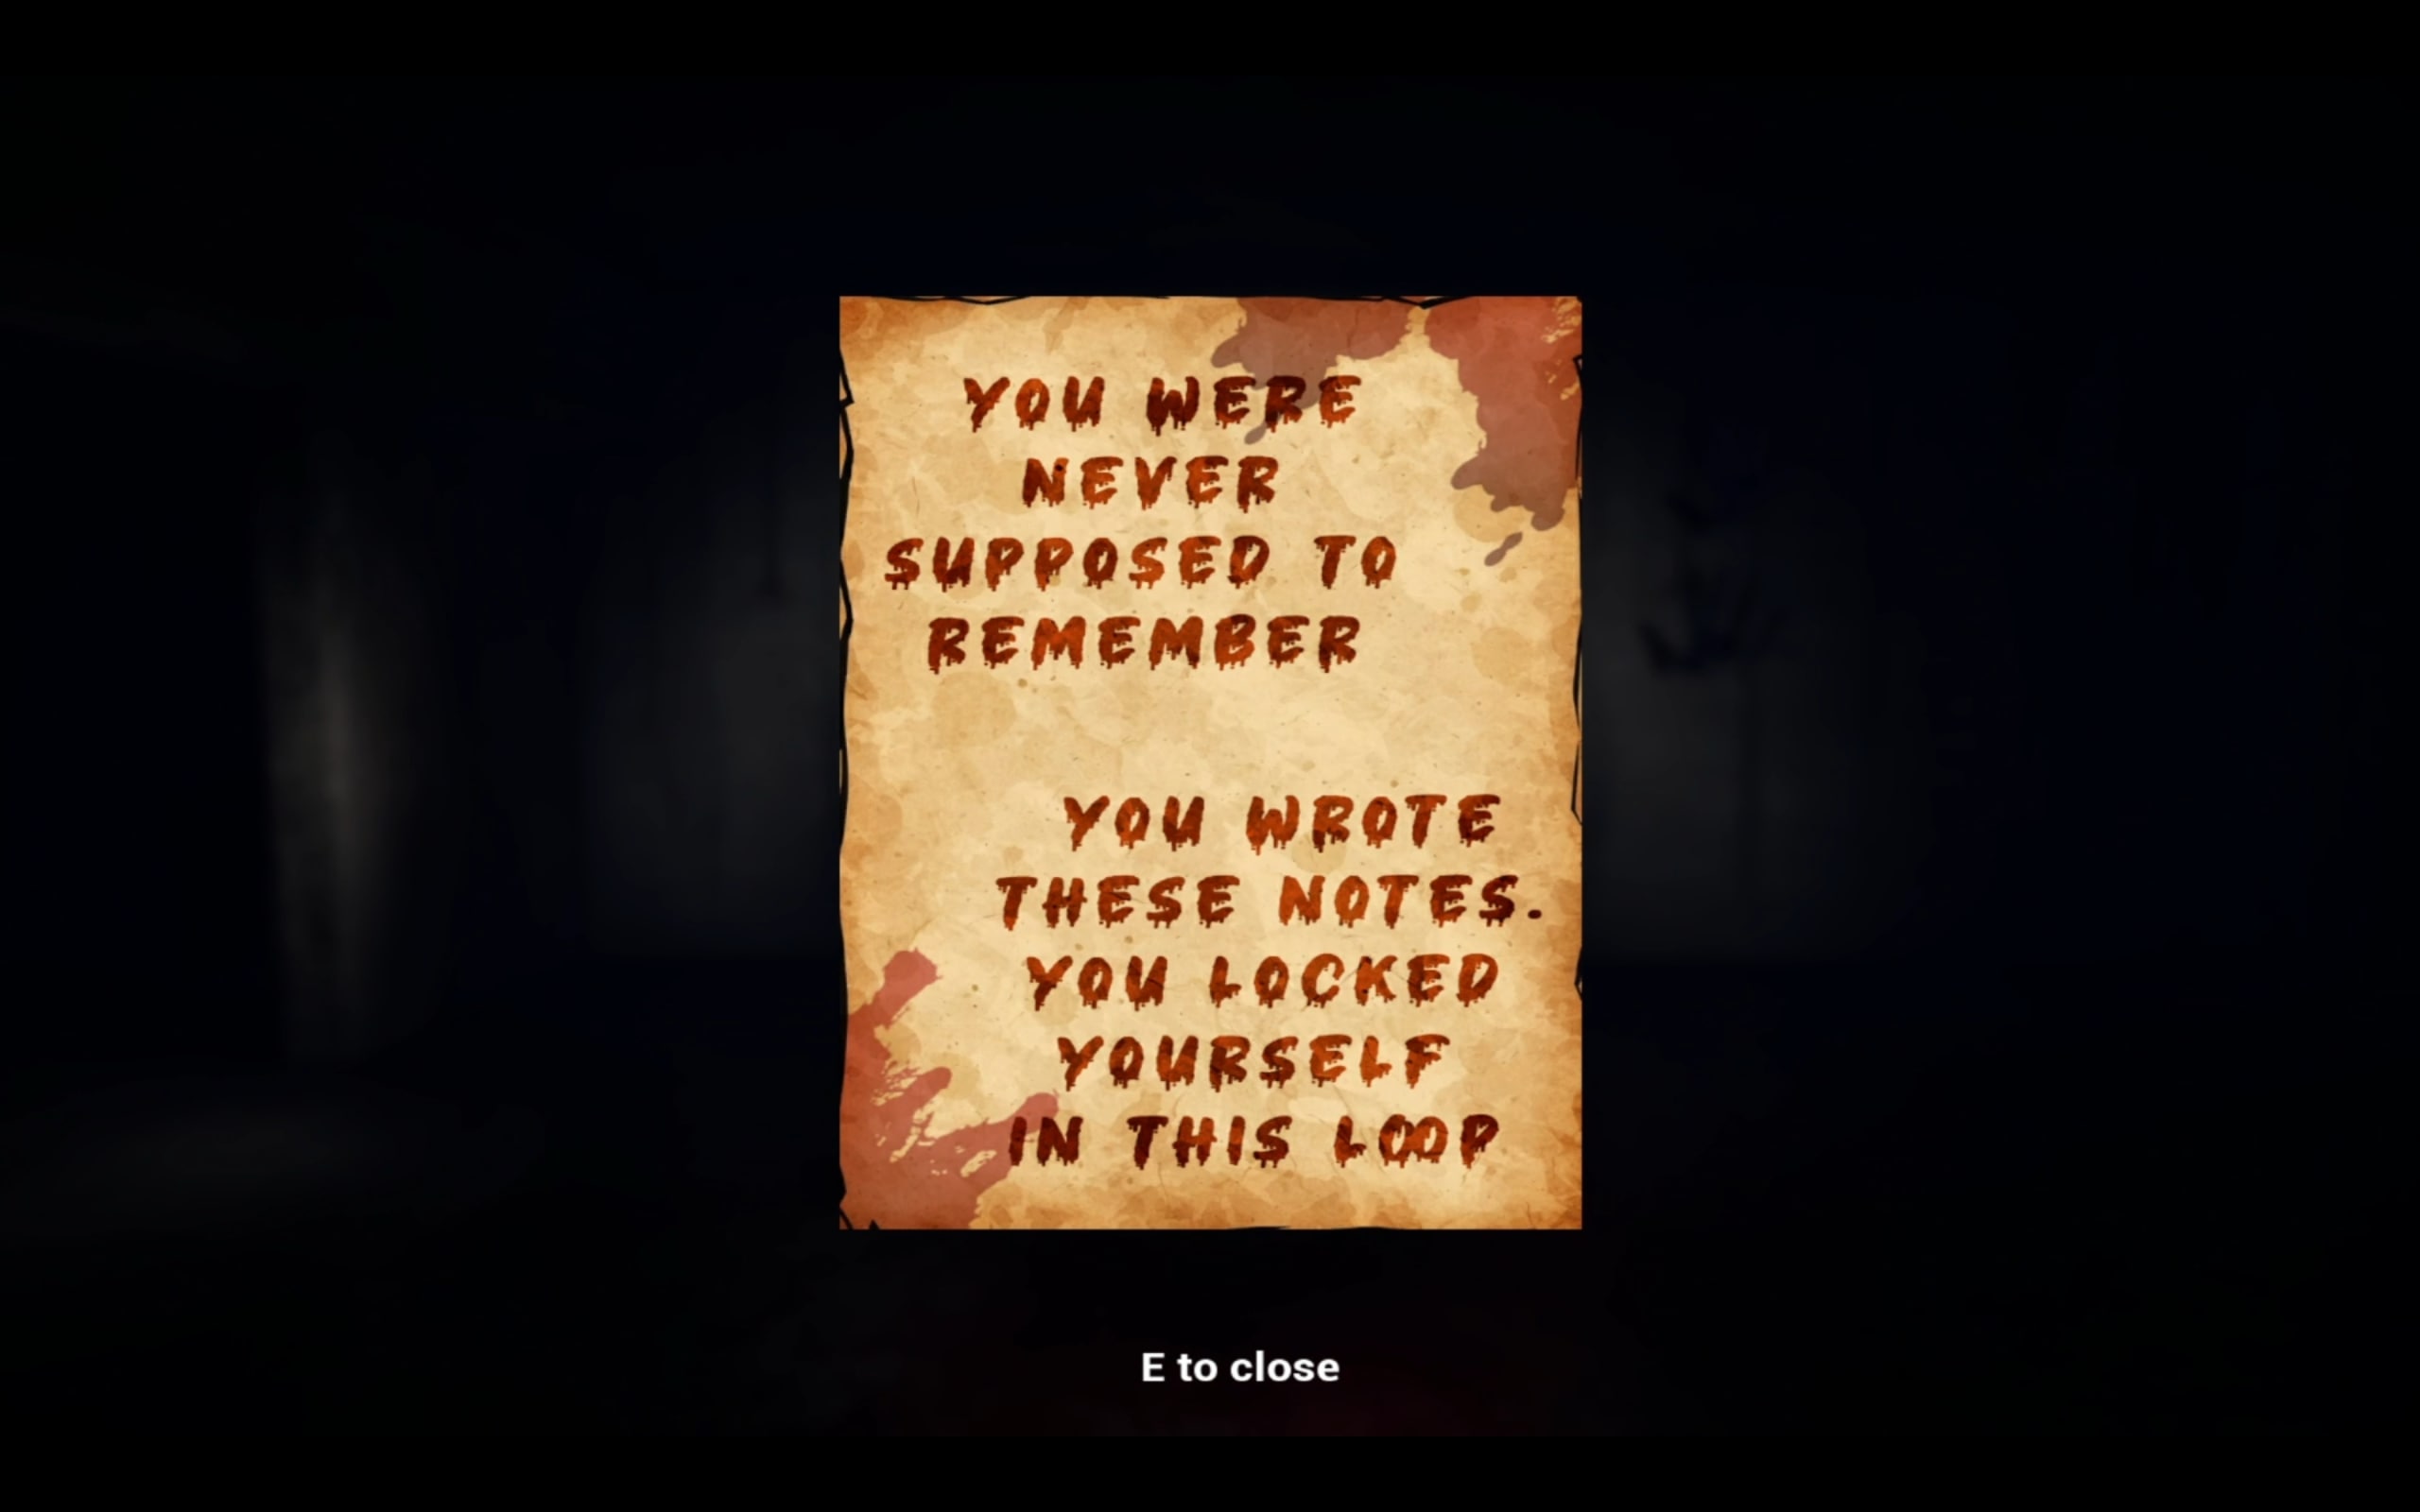 YOU WERE
NEVER
SUPPOSED TO
REMEMBER
YOU WROTE
THESE NOTES.
YOU LOCKED
YOURSELF
IN THIS LOOP
E to close